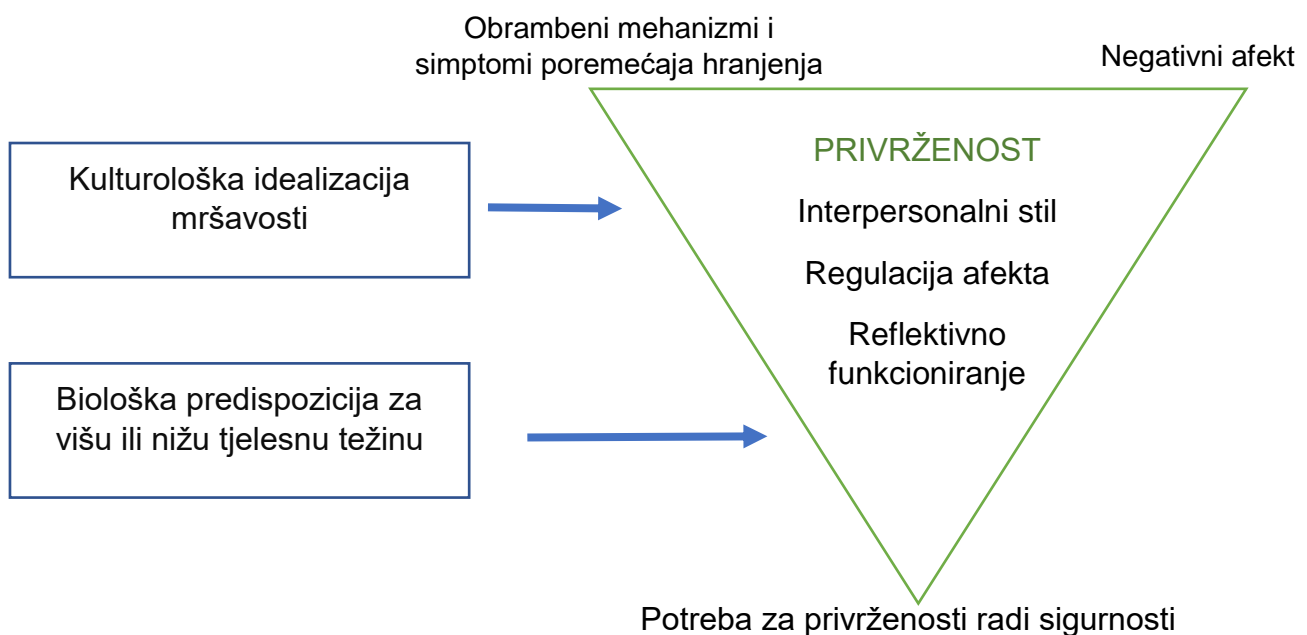 Obrambeni mehanizmi i
simptomi poremećaja hranjenja
Negativni afekt
PRIVRŽENOST
Kulturološka idealizacija
mršavosti
Interpersonalni stil
Regulacija afekta
Reflektivno
funkcioniranje
Biološka predispozicija za
višu ili nižu tjelesnu težinu
Potreba za privrženosti radi sigurnosti